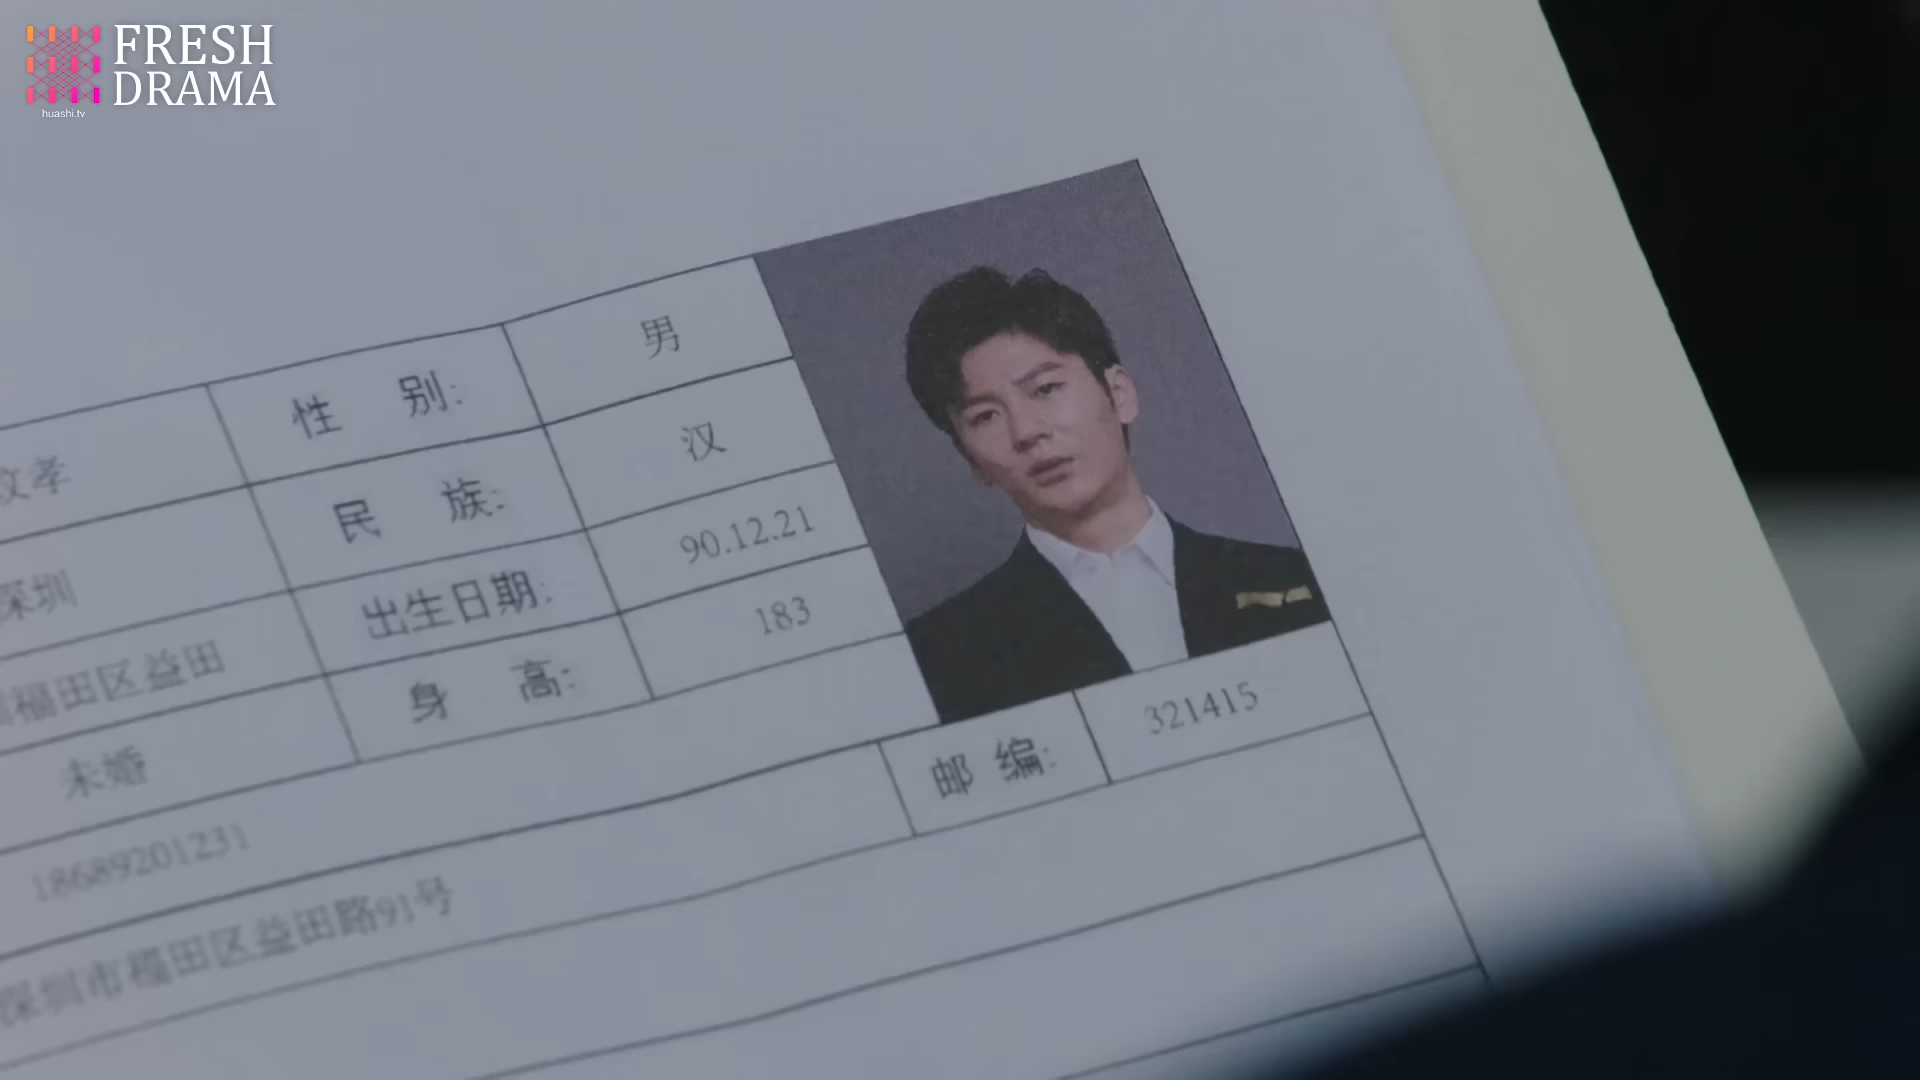 FRESH
DRAMA
huashi.tv
文孝 性 别: 男
深圳 民 族: 汉
福田区益田 出生日期: 90.12.21
未婚 身 高: 183
18689201231 邮 编: 321415
深圳市福田区益田路91号